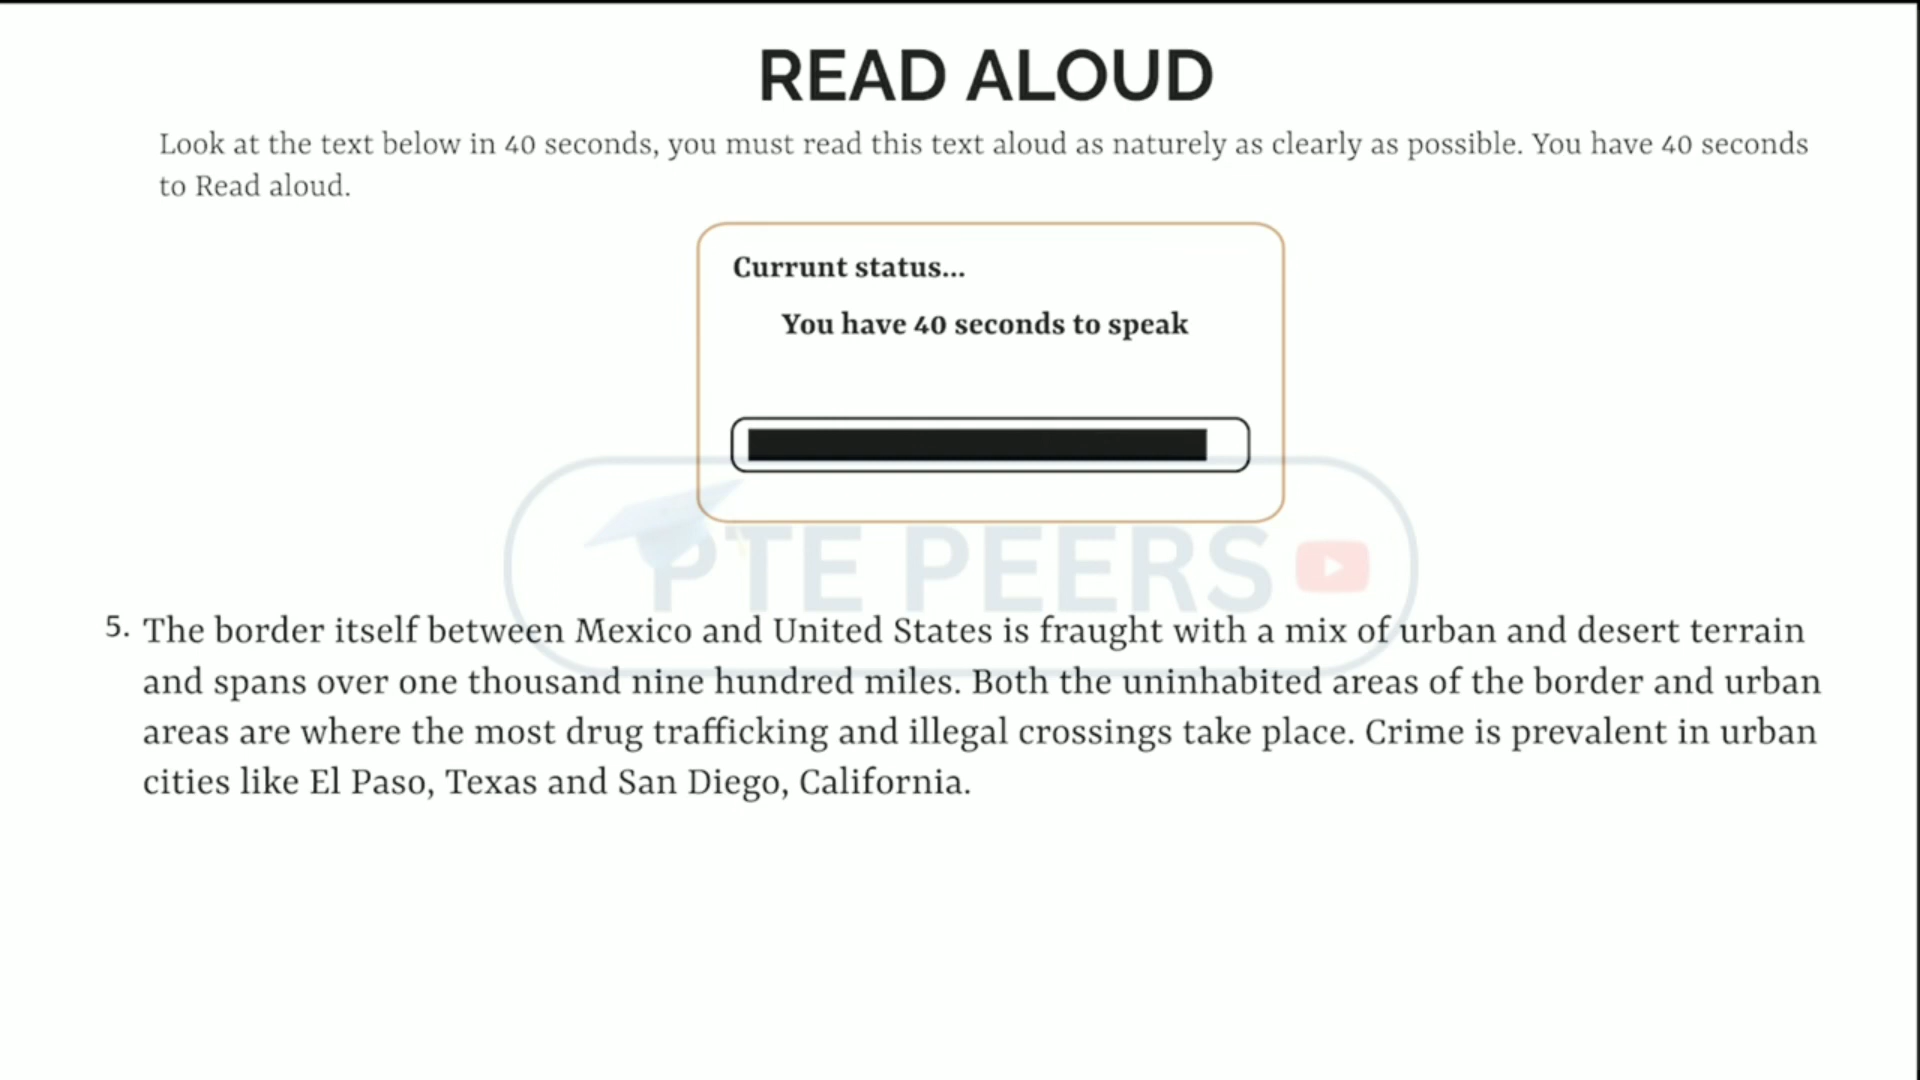 READ ALOUD
Look at the text below in 40 seconds, you must read this text aloud as naturely as clearly as possible. You have 40 seconds
to Read aloud.
Currunt status...
You have 40 seconds to speak
PTE PEERS
5. The border itself between Mexico and United States is fraught with a mix of urban and desert terrain
and spans over one thousand nine hundred miles. Both the uninhabited areas of the border and urban
areas are where the most drug trafficking and illegal crossings take place. Crime is prevalent in urban
cities like El Paso, Texas and San Diego, California.